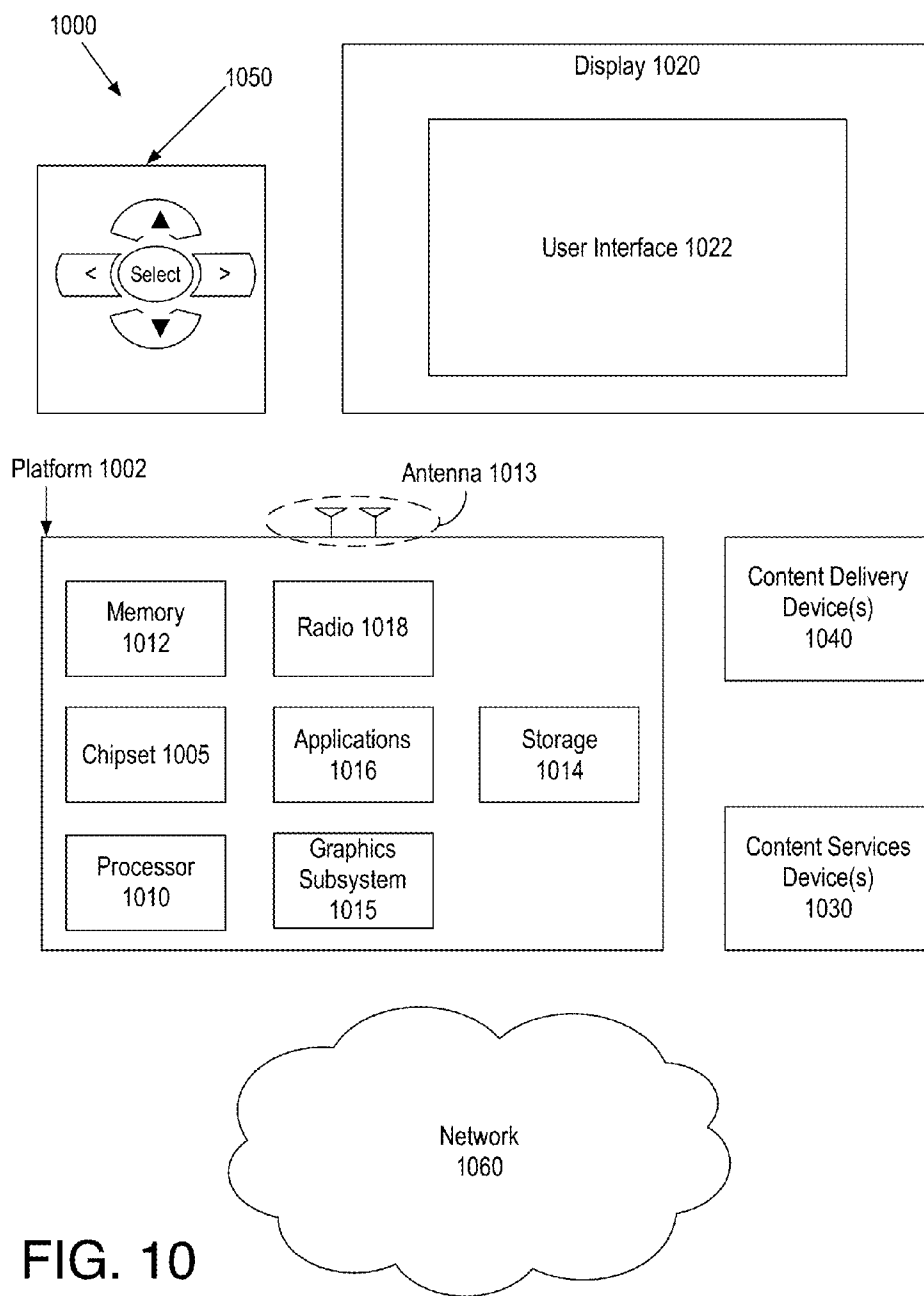 1000
1050
Display 1020
User Interface 1022
▲
<
Select
>
▼
Platform 1002
Antenna 1013
Memory
1012
Radio 1018
Chipset 1005
Applications
1016
Storage
1014
Processor
1010
Graphics
Subsystem
1015
Content Delivery
Device(s)
1040
Content Services
Device(s)
1030
Network
1060
FIG. 10